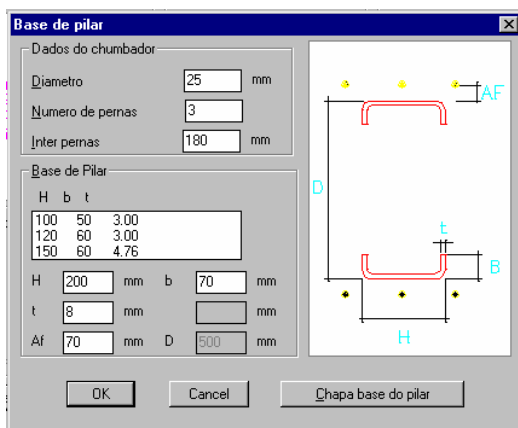 Base de pilar
Dados do chumbador
Diametro 25 mm
Numero de pernas 3
Inter pernas 180 mm
Base de Pilar
H b t
100 50 3.00
120 60 3.00
150 60 4.76
H 200 mm b 70 mm
t 8 mm mm
Af 70 mm D 500 mm
OK Cancel Chapa base do pilar
AF
D
t
B
H